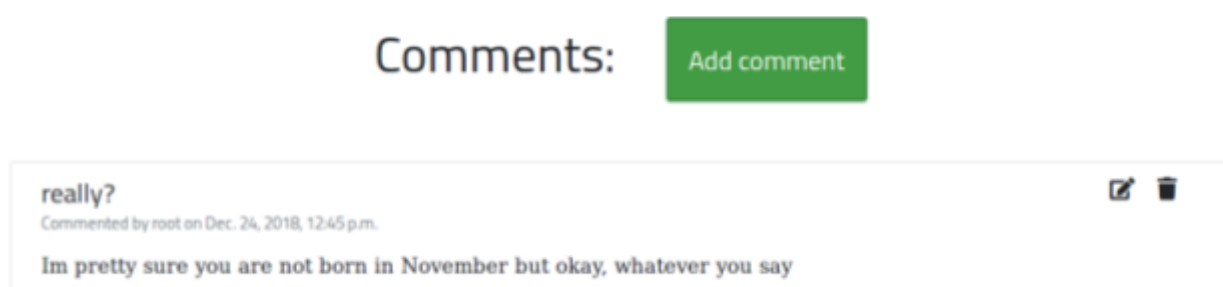 Comments:
Add comment
really?
Commented by root on Dec. 24, 2018, 12:45 p.m.
Im pretty sure you are not born in November but okay, whatever you say